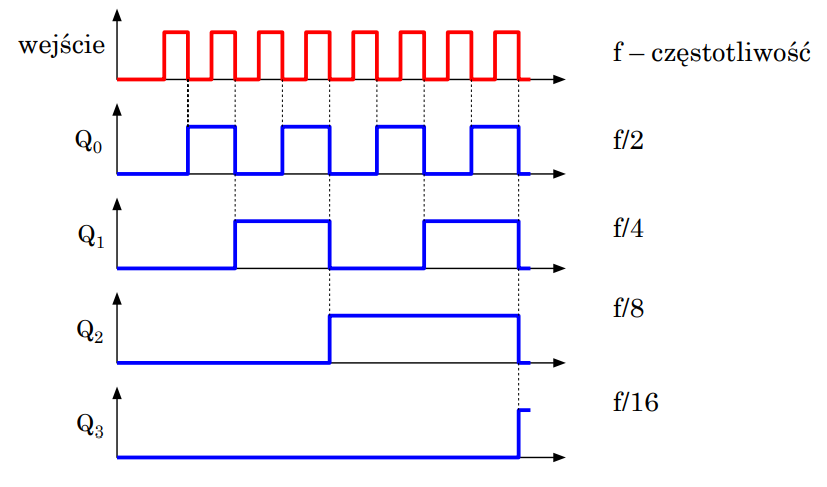 wejście f – częstotliwość
Q₀ f/2
Q₁ f/4
Q₂ f/8
Q₃ f/16